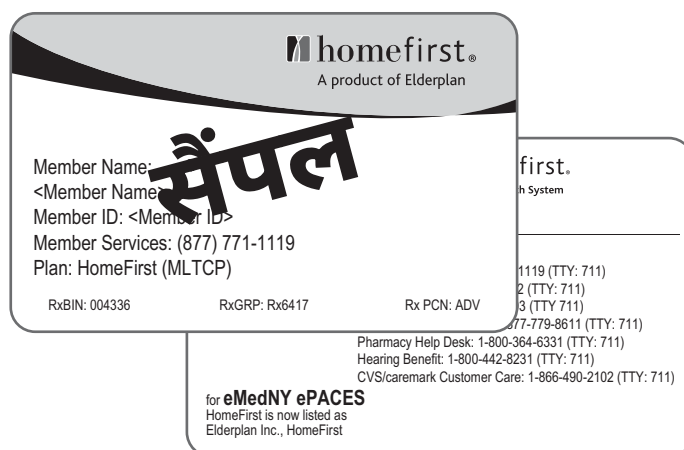 homefirst®
A product of Elderplan
सैंपल
Member Name:
<Member Name>
Member ID: <Member ID>
Member Services: (877) 771-1119
Plan: HomeFirst (MLTCP)
RxBIN: 004336 RxGRP: Rx6417 Rx PCN: ADV
first®
System
1119 (TTY: 711)
(TTY: 711)
(TTY 711)
77-779-8611 (TTY: 711)
Pharmacy Help Desk: 1-800-364-6331 (TTY: 711)
Hearing Benefit: 1-800-442-8231 (TTY: 711)
CVS/caremark Customer Care: 1-866-490-2102 (TTY: 711)
for eMedNY ePACES
HomeFirst is now listed as
Elderplan Inc., HomeFirst